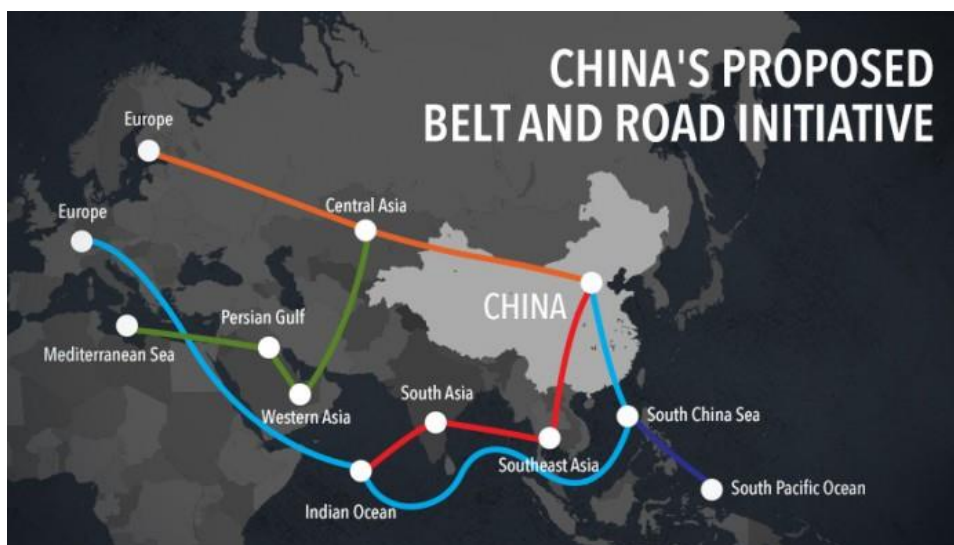 CHINA'S PROPOSED
BELT AND ROAD INITIATIVE
Europe
Europe
Central Asia
CHINA
Persian Gulf
Mediterranean Sea
Western Asia
South Asia
South China Sea
Southeast Asia
South Pacific Ocean
Indian Ocean